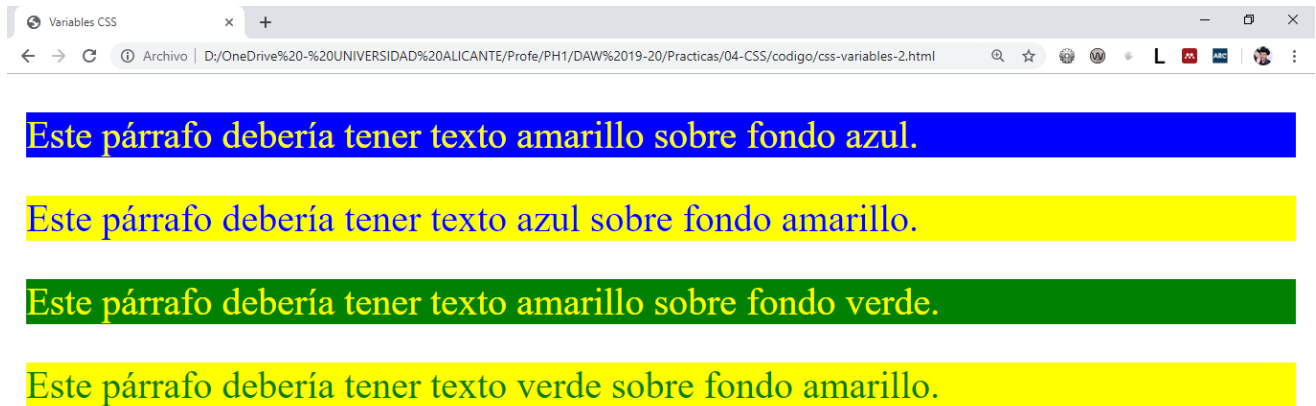 Variables CSS
Archivo D:/OneDrive%20-%20UNIVERSIDAD%20ALICANTE/Profe/PH1/DAW%2019-20/Practicas/04-CSS/codigo/css-variables-2.html L ARC
Este párrafo debería tener texto amarillo sobre fondo azul.
Este párrafo debería tener texto azul sobre fondo amarillo.
Este párrafo debería tener texto amarillo sobre fondo verde.
Este párrafo debería tener texto verde sobre fondo amarillo.